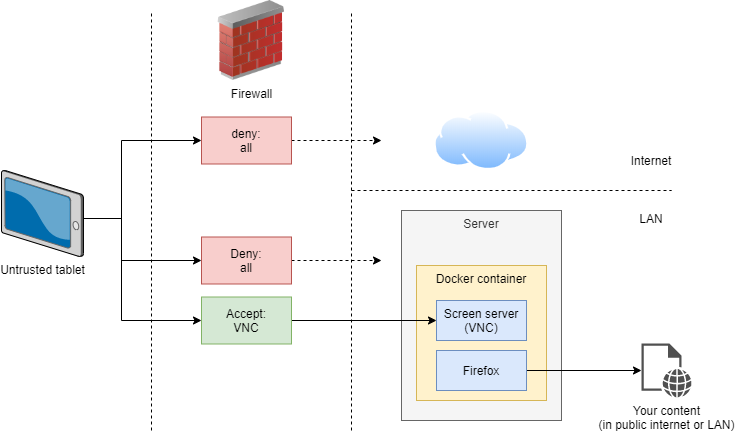 Firewall
deny:
all
Internet
LAN
Server
Untrusted tablet
Deny:
all
Docker container
Accept:
VNC
Screen server
(VNC)
Firefox
Your content
(in public internet or LAN)